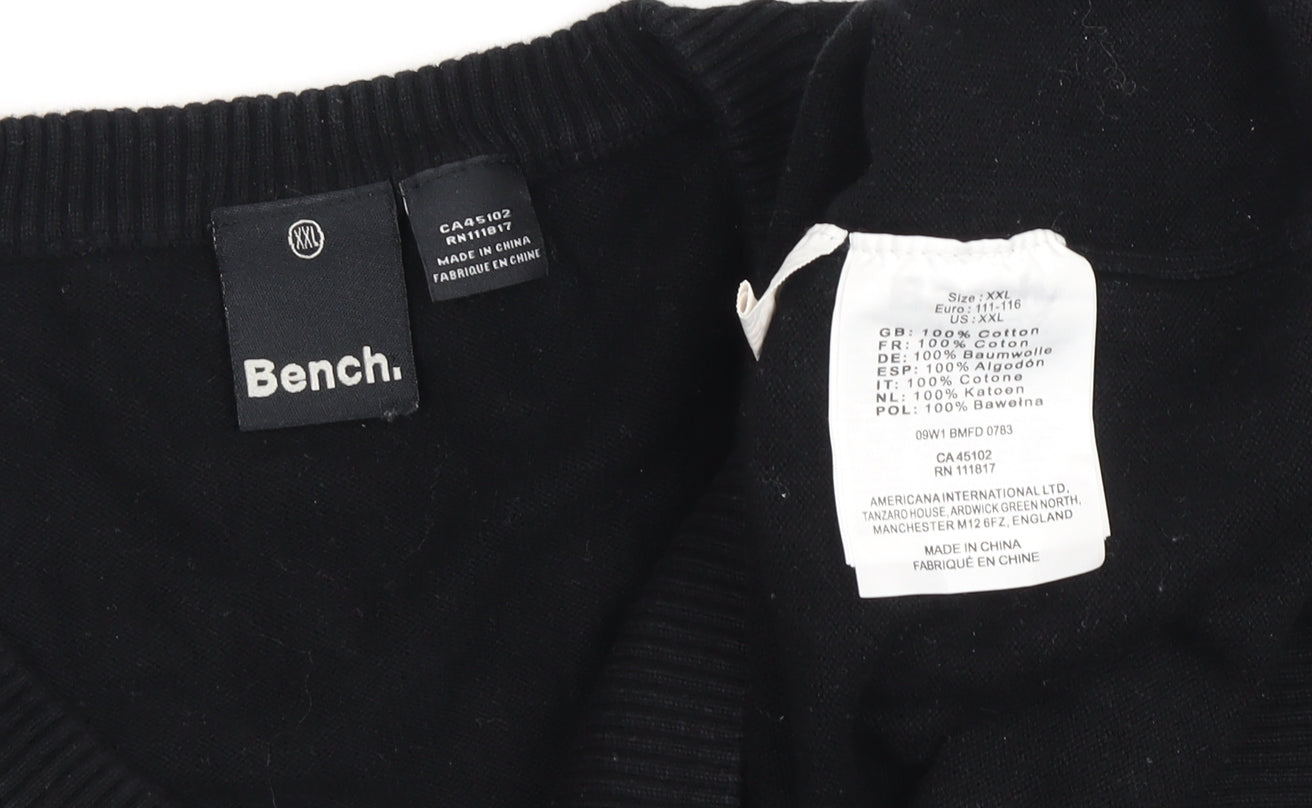 XXL
Bench.
CA45102
RN111817
MADE IN CHINA
FABRIQUE EN CHINE
Size : XXL
Euro : 111-116
US : XXL
GB: 100% Cotton
FR: 100% Coton
DE: 100% Baumwolle
ESP: 100% Algodón
IT: 100% Cotone
NL: 100% Katoen
POL: 100% Bawełna
09W1 BMFD 0783
CA 45102
RN 111817
AMERICANA INTERNATIONAL LTD,
TANZARO HOUSE, ARDWICK GREEN NORTH,
MANCHESTER M12 6FZ, ENGLAND
MADE IN CHINA
FABRIQUÉ EN CHINE